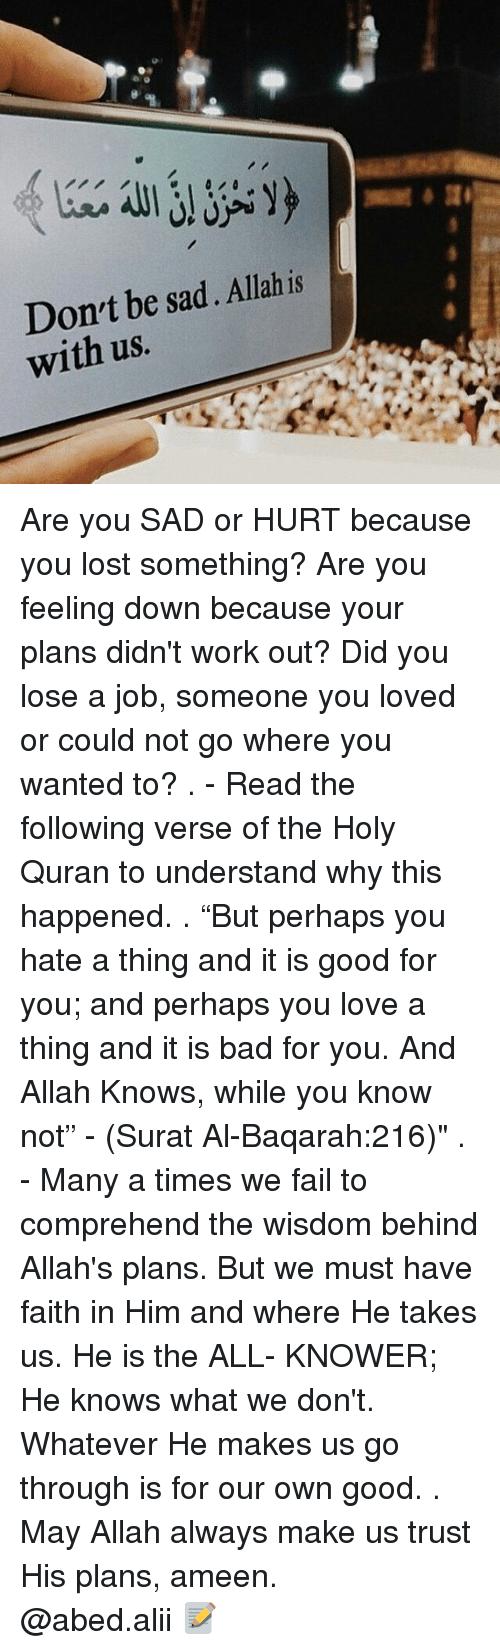 ﴿لَا تَحْزَنْ إِنَّ اللَّهَ مَعَنَا﴾
Don't be sad. Allah is
with us.
Are you SAD or HURT because
you lost something? Are you
feeling down because your
plans didn't work out? Did you
lose a job, someone you loved
or could not go where you
wanted to? . - Read the
following verse of the Holy
Quran to understand why this
happened. . “But perhaps you
hate a thing and it is good for
you; and perhaps you love a
thing and it is bad for you. And
Allah Knows, while you know
not” - (Surat Al-Baqarah:216)" .
- Many a times we fail to
comprehend the wisdom behind
Allah's plans. But we must have
faith in Him and where He takes
us. He is the ALL- KNOWER;
He knows what we don't.
Whatever He makes us go
through is for our own good. .
May Allah always make us trust
His plans, ameen.
@abed.alii 📝